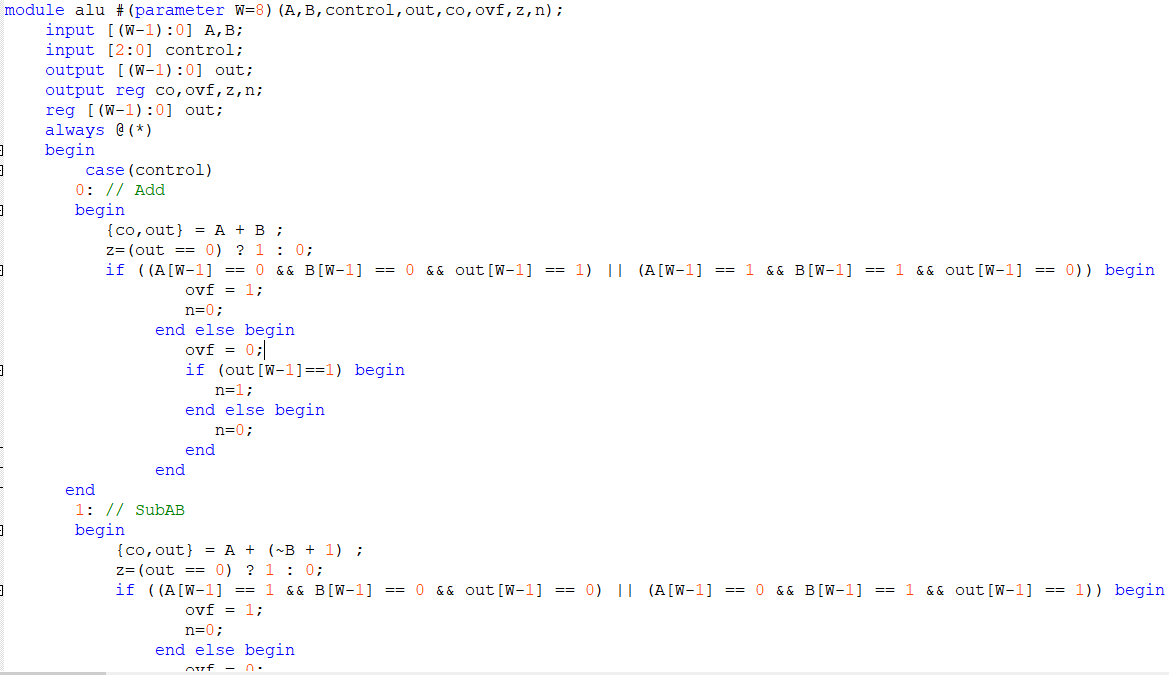 module alu #(parameter W=8)(A,B,control,out,co,ovf,z,n);
input [(W-1):0] A,B;
input [2:0] control;
output [(W-1):0] out;
output reg co,ovf,z,n;
reg [(W-1):0] out;
always @(*)
begin
case(control)
0: // Add
begin
{co,out} = A + B ;
z=(out == 0) ? 1 : 0;
if ((A[W-1] == 0 && B[W-1] == 0 && out[W-1] == 1) || (A[W-1] == 1 && B[W-1] == 1 && out[W-1] == 0)) begin
ovf = 1;
n=0;
end else begin
ovf = 0;
if (out[W-1]==1) begin
n=1;
end else begin
n=0;
end
end
end
1: // SubAB
begin
{co,out} = A + (~B + 1) ;
z=(out == 0) ? 1 : 0;
if ((A[W-1] == 1 && B[W-1] == 0 && out[W-1] == 0) || (A[W-1] == 0 && B[W-1] == 1 && out[W-1] == 1)) begin
ovf = 1;
n=0;
end else begin
ovf = 0;